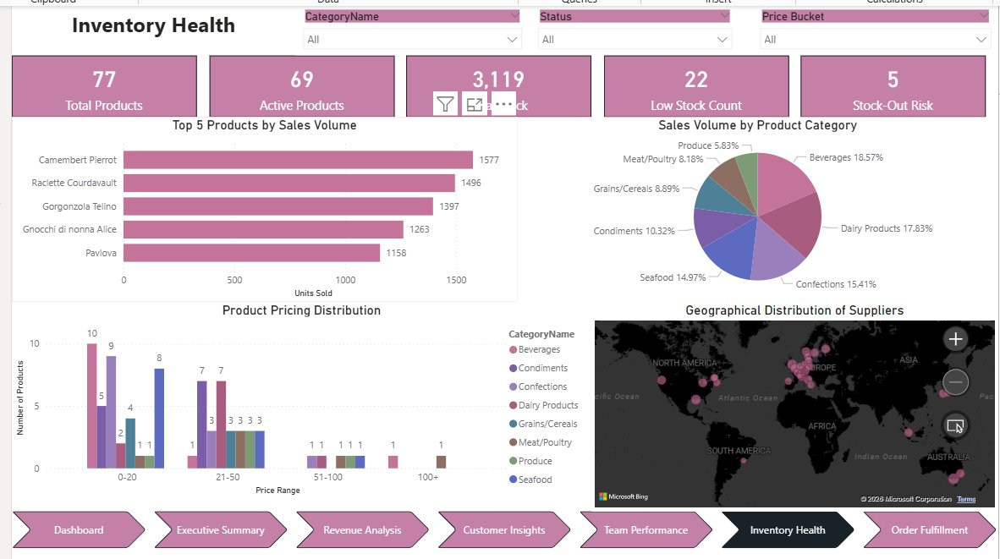 Clipboard
Data
Queries
Insert
Calculations
Inventory Health
CategoryName
All
Status
All
Price Bucket
All
77
Total Products
69
Active Products
3,119
ck
22
Low Stock Count
5
Stock-Out Risk
Top 5 Products by Sales Volume
Camembert Pierrot 1577
Raclette Courdavault 1496
Gorgonzola Telino 1397
Gnocchi di nonna Alice 1263
Pavlova 1158
0 500 1000 1500
Units Sold
Sales Volume by Product Category
Produce 5.83%
Beverages 18.57%
Meat/Poultry 8.18%
Grains/Cereals 8.89%
Dairy Products 17.83%
Condiments 10.32%
Seafood 14.97%
Confections 15.41%
Product Pricing Distribution
Number of Products
10
5
0
10 5 9 2 4 1 1 8
1 7 3 7 3 3 3 3
1 1 1 1 1
1 1
0-20 21-50 51-100 100+
Price Range
CategoryName
Beverages
Condiments
Confections
Dairy Products
Grains/Cereals
Meat/Poultry
Produce
Seafood
Geographical Distribution of Suppliers
NORTH AMERICA
EUROPE
ASIA
cific Ocean
Atlantic Ocean
Pac
AFRICA
SOUTH AMERICA
Indian Ocean
AUSTRALIA
Microsoft Bing
© 2026 Microsoft Corporation Terms
Dashboard
Executive Summary
Revenue Analysis
Customer Insights
Team Performance
Inventory Health
Order Fulfillment